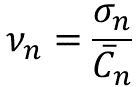 νₙ = σₙ / C̄ₙ